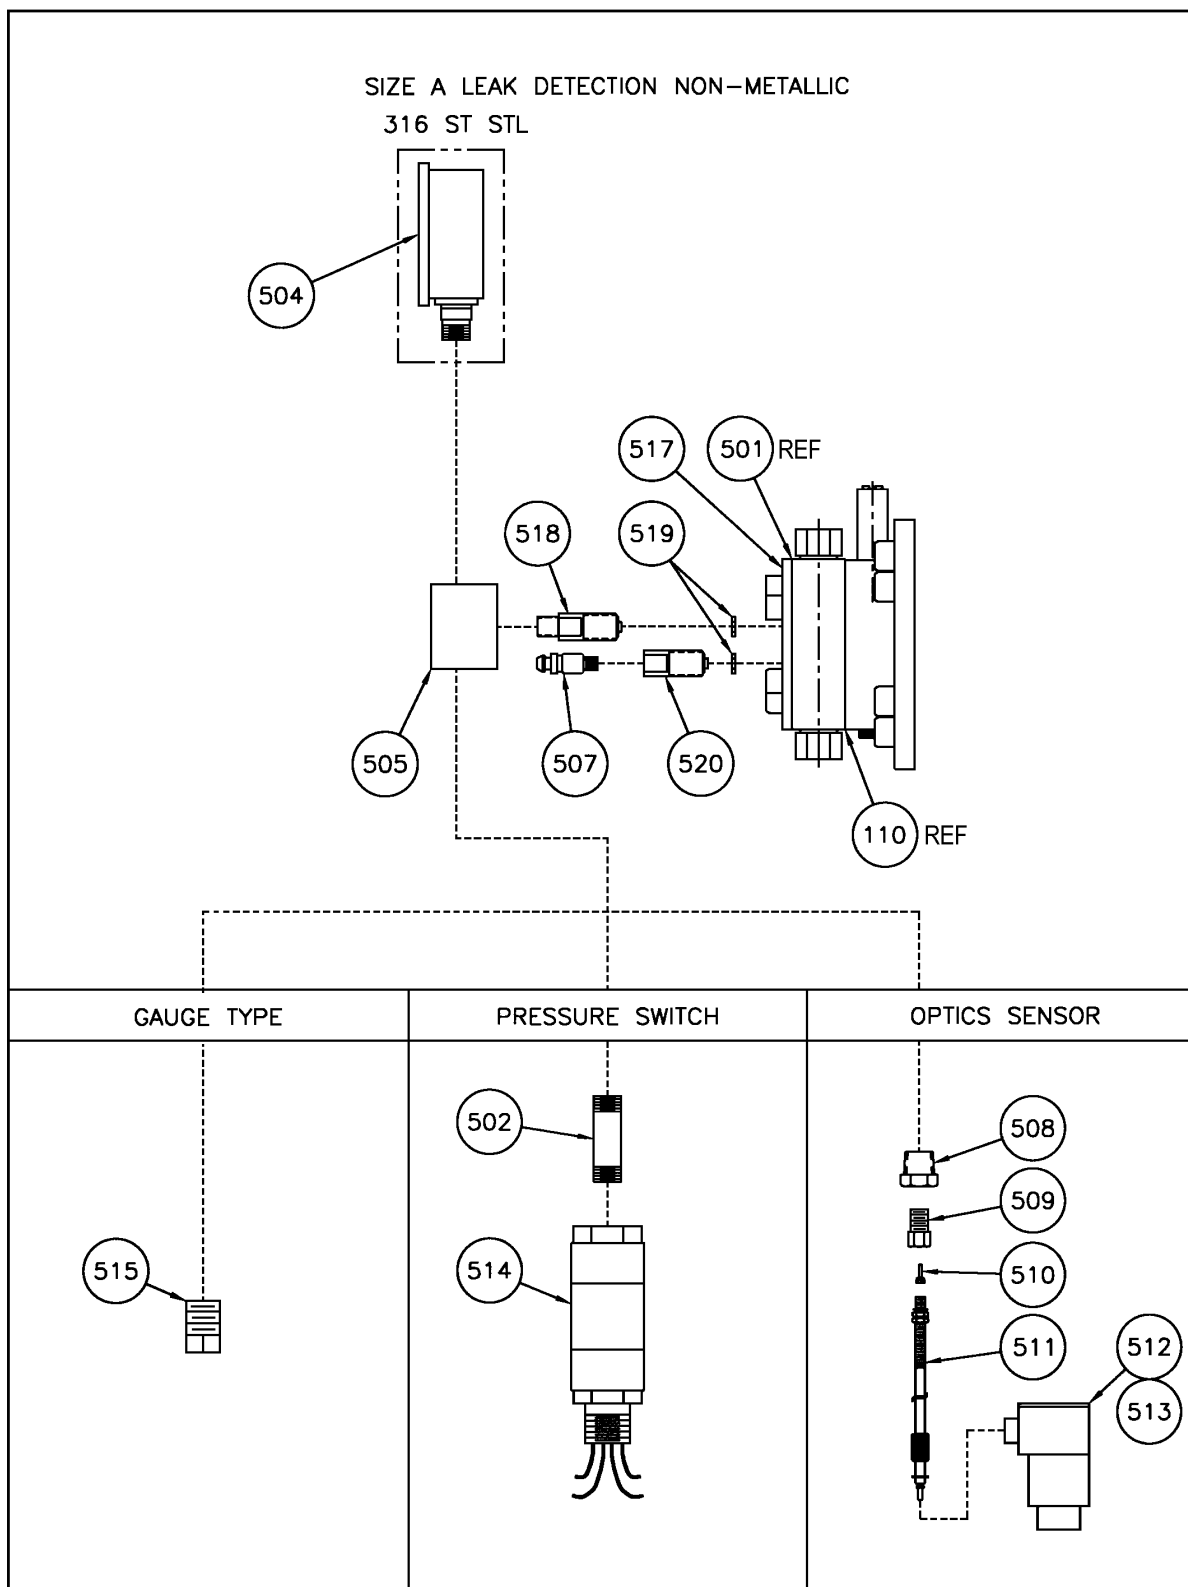 SIZE A LEAK DETECTION NON-METALLIC
316 ST STL
504
517
501 REF
518
519
505
507
520
110 REF
GAUGE TYPE
PRESSURE SWITCH
OPTICS SENSOR
502
508
509
515
514
510
511
512
513